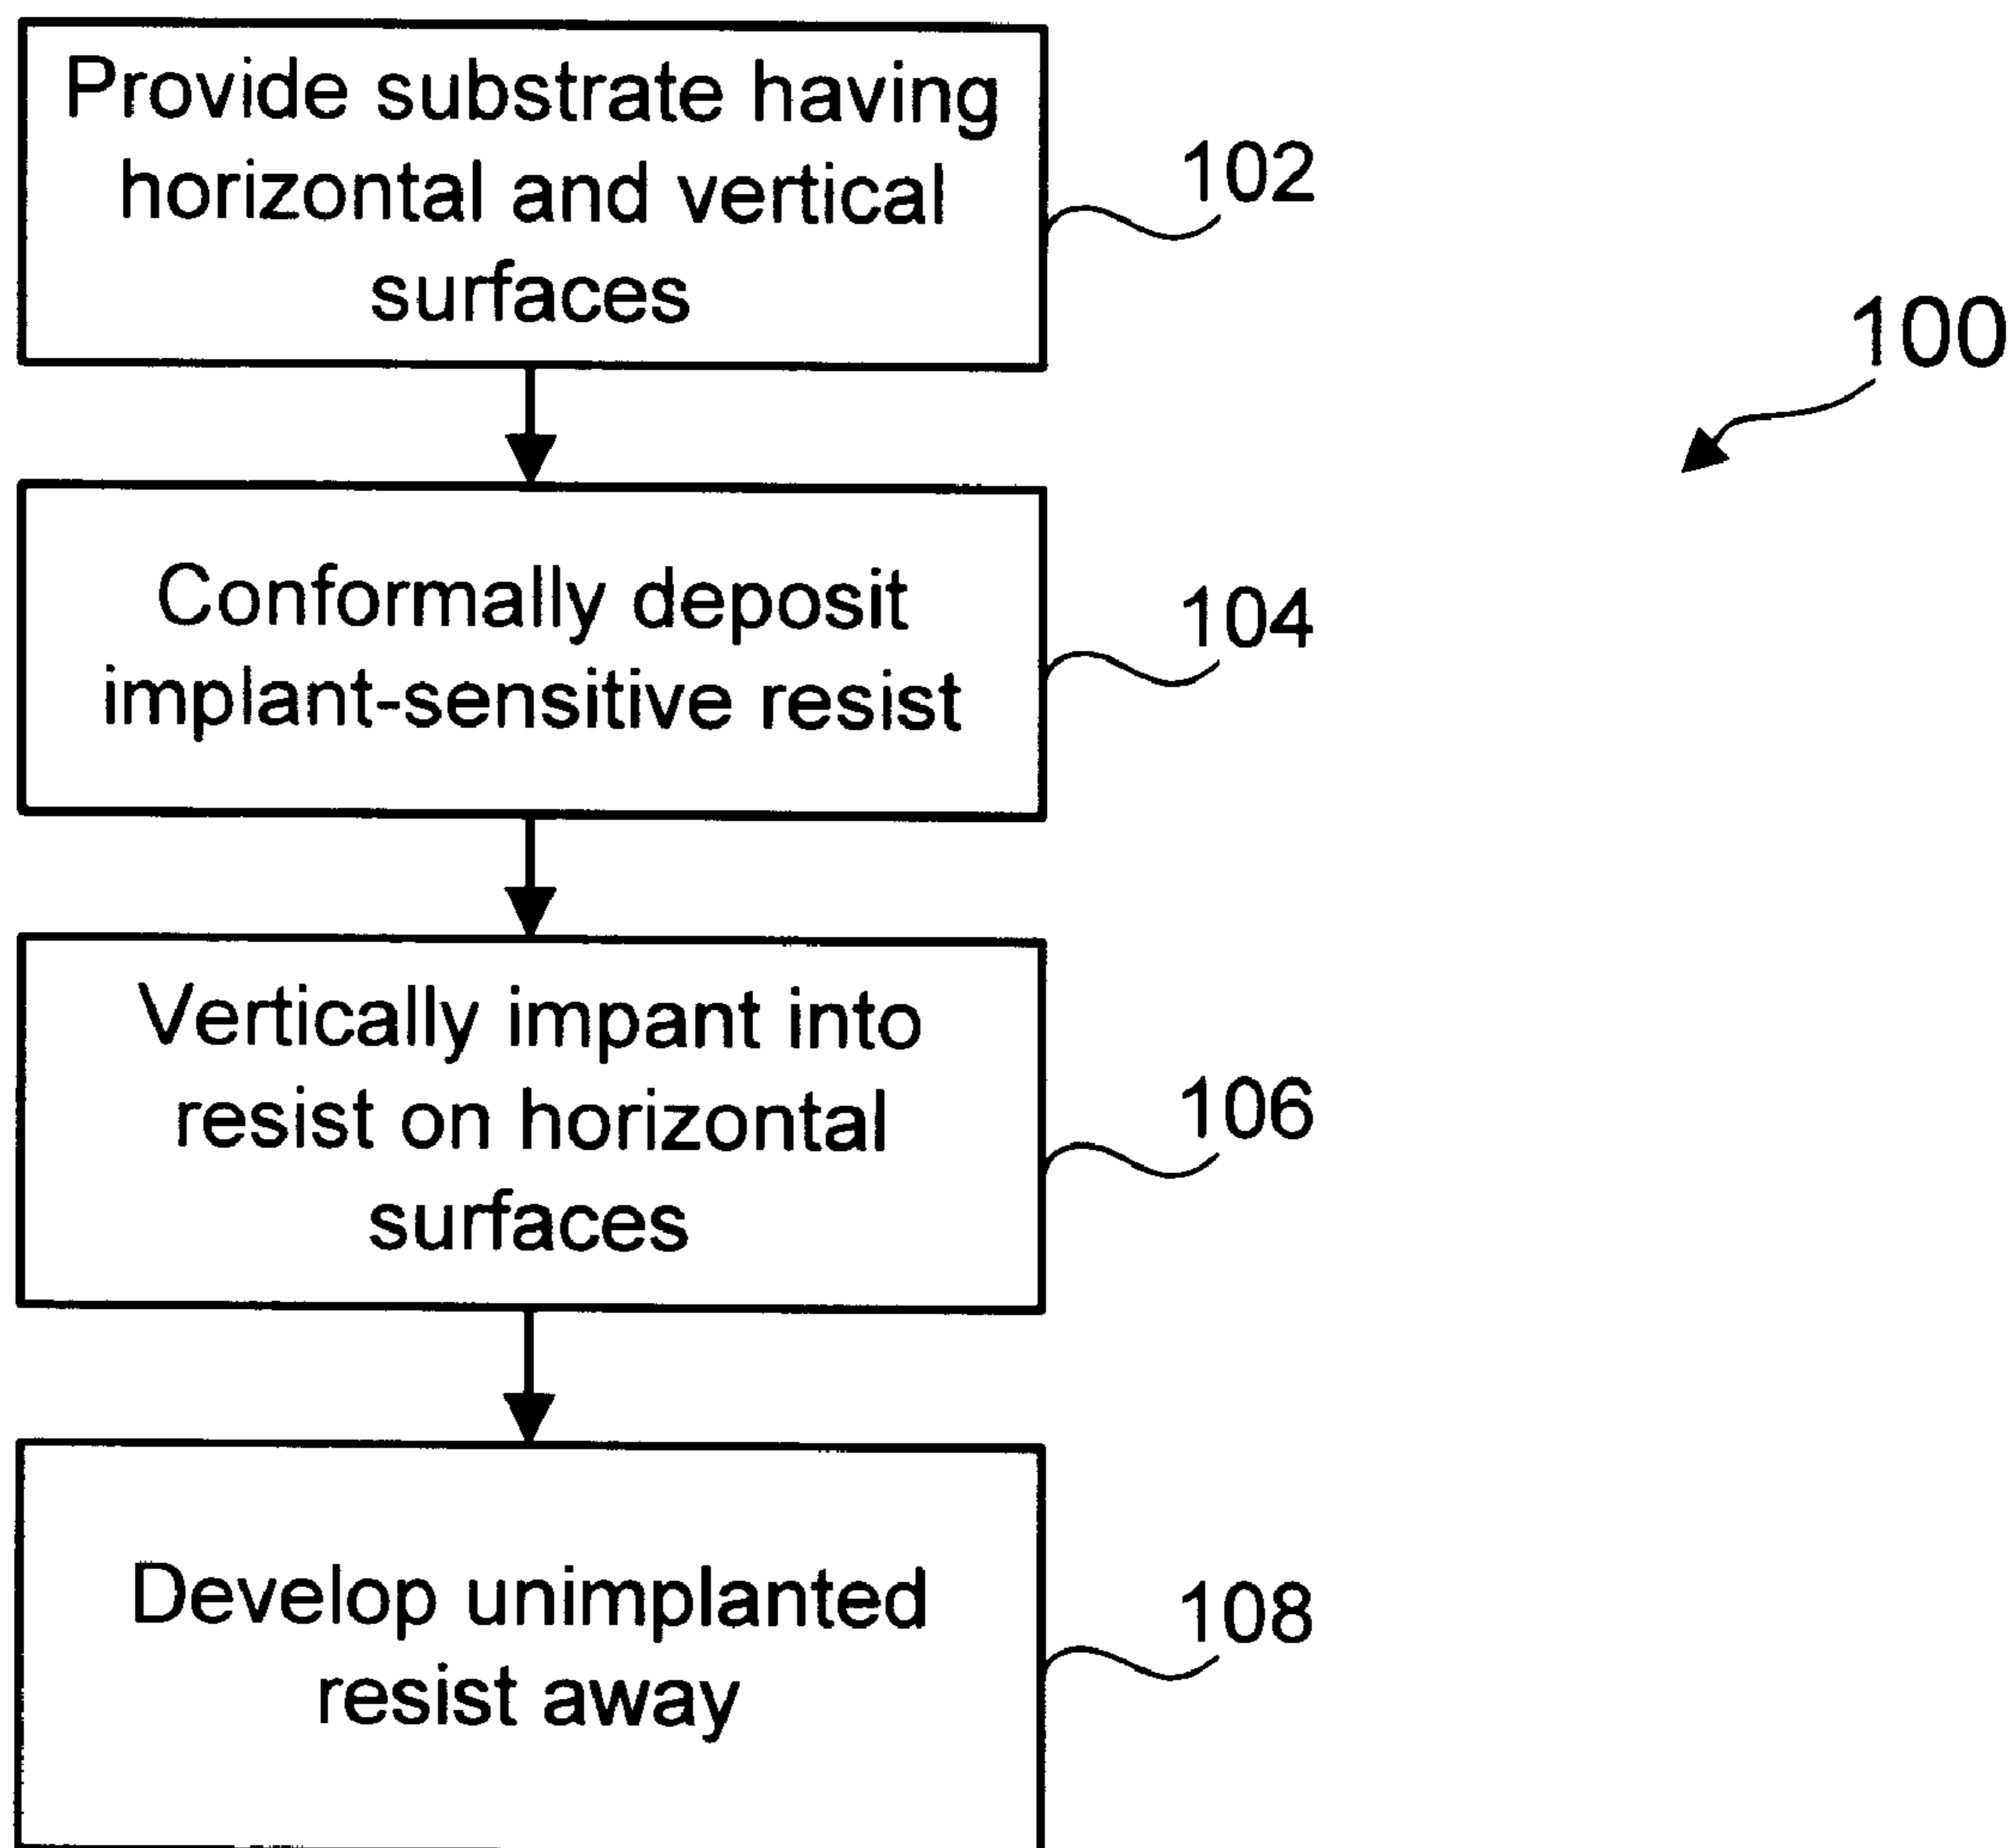 Provide substrate having
horizontal and vertical
surfaces
102
100
Conformally deposit
implant-sensitive resist
104
Vertically impant into
resist on horizontal
surfaces
106
Develop unimplanted
resist away
108